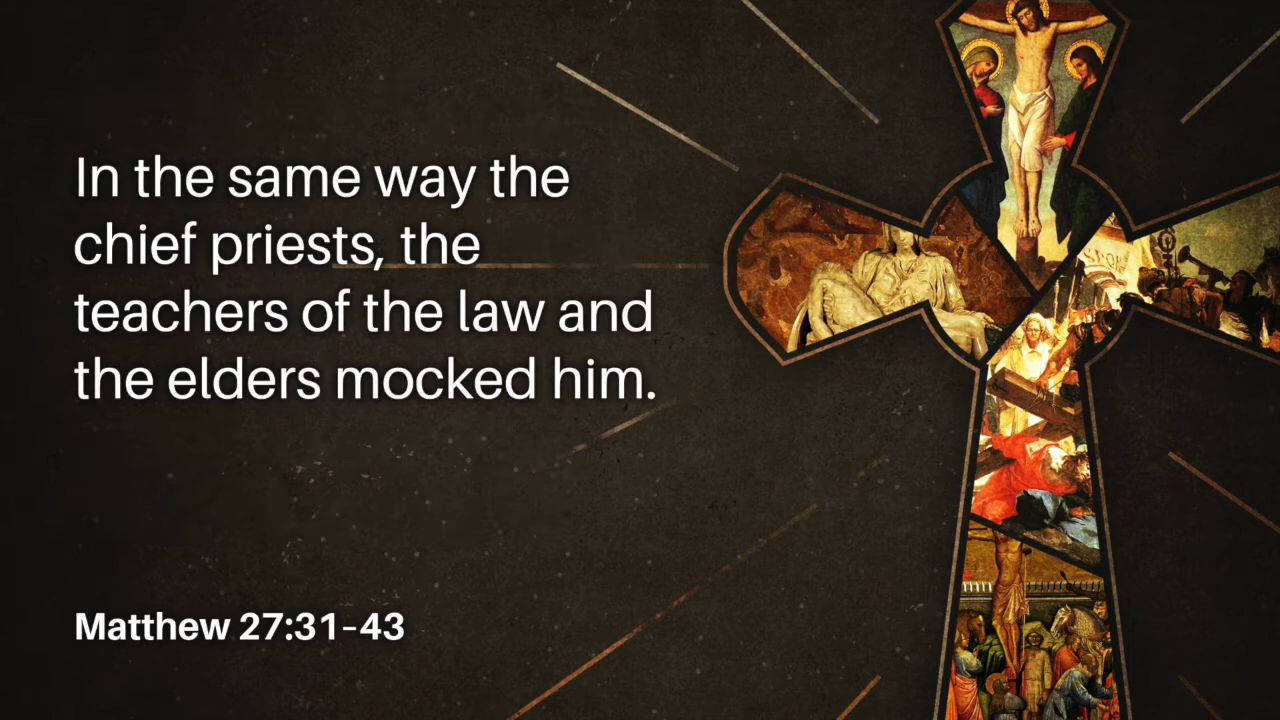 In the same way the
chief priests, the
teachers of the law and
the elders mocked him.
Matthew 27:31–43
SPQR